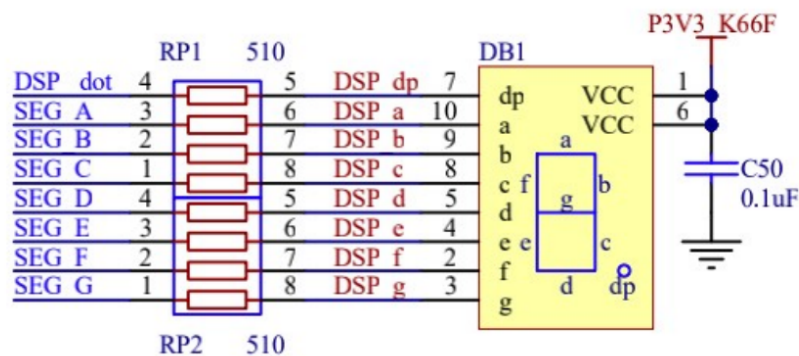 P3V3 K66F
RP1 510 DB1
DSP dot 4 5 DSP dp 7 dp VCC 1
SEG A 3 6 DSP a 10 a VCC 6
SEG B 2 7 DSP b 9 b
SEG C 1 8 DSP c 8 c
SEG D 4 5 DSP d 5 d
SEG E 3 6 DSP e 4 e
SEG F 2 7 DSP f 2 f
SEG G 1 8 DSP g 3 g
a
f b
g
e c
d dp
C50
0.1uF
RP2 510